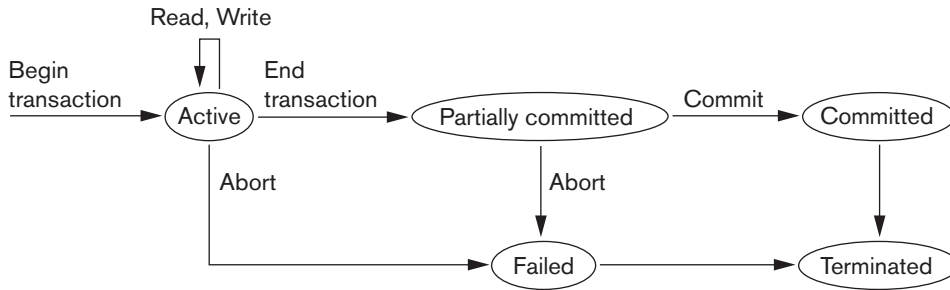 Read, Write
Begin
transaction
End
transaction
Active
Partially committed
Commit
Committed
Abort
Abort
Failed
Terminated